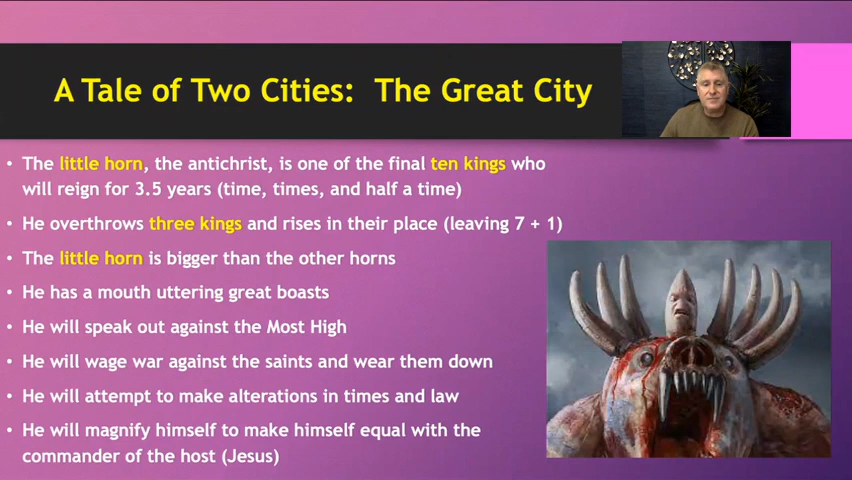 A Tale of Two Cities: The Great City
• The little horn, the antichrist, is one of the final ten kings who
will reign for 3.5 years (time, times, and half a time)
• He overthrows three kings and rises in their place (leaving 7 + 1)
• The little horn is bigger than the other horns
• He has a mouth uttering great boasts
• He will speak out against the Most High
• He will wage war against the saints and wear them down
• He will attempt to make alterations in times and law
• He will magnify himself to make himself equal with the
commander of the host (Jesus)